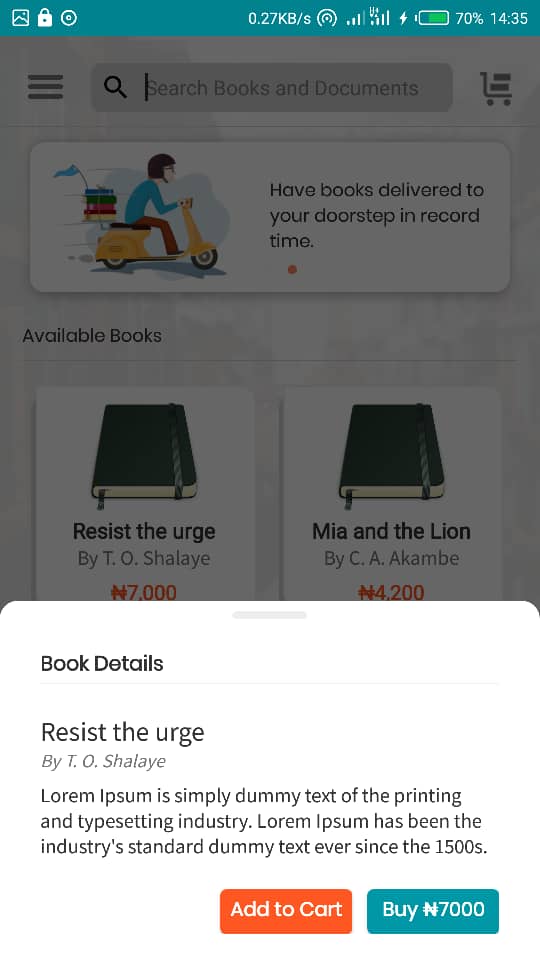 0.27KB/s 70% 14:35
Search Books and Documents
Have books delivered to
your doorstep in record
time.
Available Books
Resist the urge
By T. O. Shalaye
₦7,000
Mia and the Lion
By C. A. Akambe
₦4,200
Book Details
Resist the urge
By T. O. Shalaye
Lorem Ipsum is simply dummy text of the printing
and typesetting industry. Lorem Ipsum has been the
industry's standard dummy text ever since the 1500s.
Add to Cart
Buy ₦7000